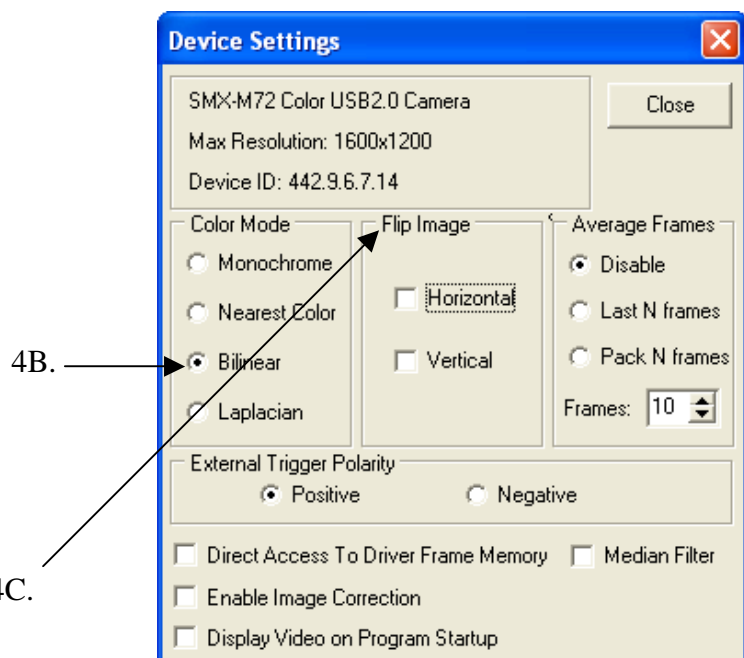 Device Settings
SMX-M72 Color USB2.0 Camera
Close
Max Resolution: 1600x1200
Device ID: 442.9.6.7.14
Color Mode
Flip Image
Average Frames
Monochrome
Disable
Horizontal
Nearest Color
Last N frames
4B.
Bilinear
Vertical
Pack N frames
Laplacian
Frames: 10
External Trigger Polarity
Positive
Negative
Direct Access To Driver Frame Memory
Median Filter
4C.
Enable Image Correction
Display Video on Program Startup